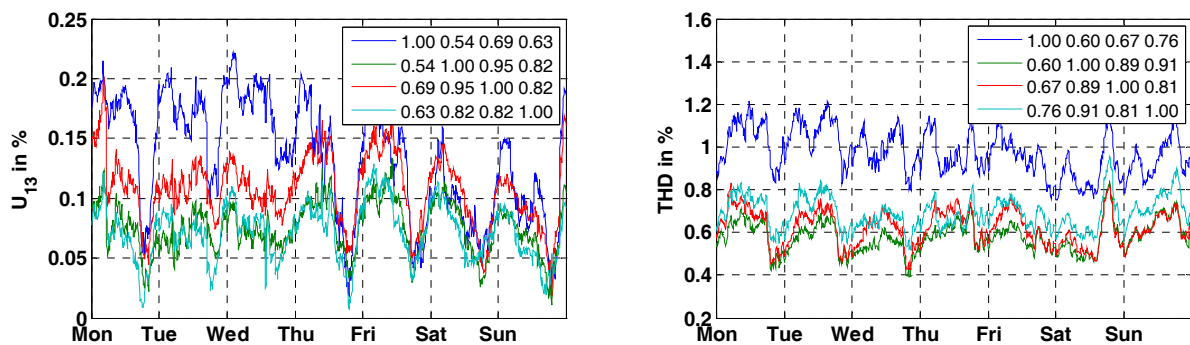 0.25
0.2
0.15
0.1
0.05
0
U13 in %
Mon Tue Wed Thu Fri Sat Sun
1.00 0.54 0.69 0.63
0.54 1.00 0.95 0.82
0.69 0.95 1.00 0.82
0.63 0.82 0.82 1.00
1.6
1.4
1.2
1
0.8
0.6
0.4
0.2
THD in %
Mon Tue Wed Thu Fri Sat Sun
1.00 0.60 0.67 0.76
0.60 1.00 0.89 0.91
0.67 0.89 1.00 0.81
0.76 0.91 0.81 1.00